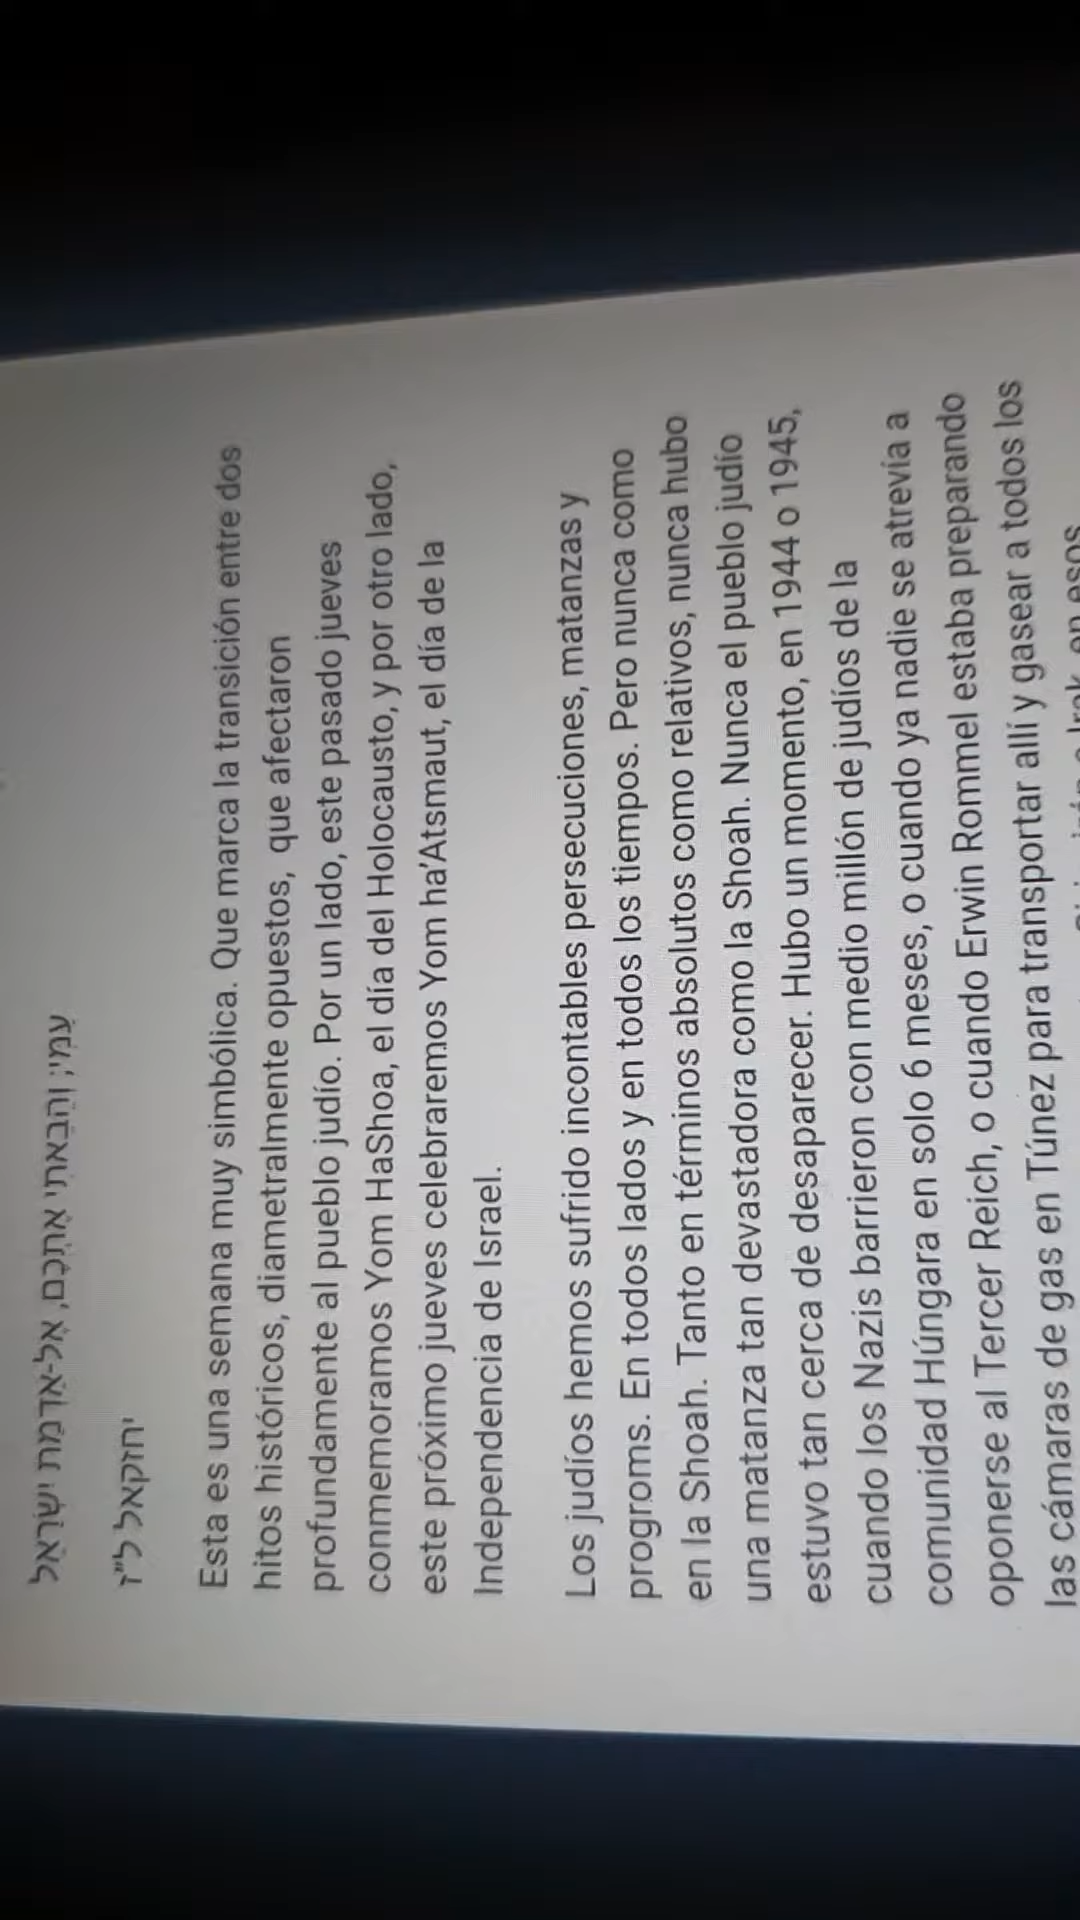 עַמִּי; וְהֵבֵאתִי אֶתְכֶם, אֶל-אַדְמַת יִשְׂרָאֵל
יחזקאל ל״ז
Esta es una semana muy simbólica. Que marca la transición entre dos
hitos históricos, diametralmente opuestos, que afectaron
profundamente al pueblo judío. Por un lado, este pasado jueves
conmemoramos Yom HaShoa, el día del Holocausto, y por otro lado,
este próximo jueves celebraremos Yom ha’Atsmaut, el día de la
Independencia de Israel.
Los judíos hemos sufrido incontables persecuciones, matanzas y
progroms. En todos lados y en todos los tiempos. Pero nunca como
en la Shoah. Tanto en términos absolutos como relativos, nunca hubo
una matanza tan devastadora como la Shoah. Nunca el pueblo judío
estuvo tan cerca de desaparecer. Hubo un momento, en 1944 o 1945,
cuando los Nazis barrieron con medio millón de judíos de la
comunidad Húngara en solo 6 meses, o cuando ya nadie se atrevía a
oponerse al Tercer Reich, o cuando Erwin Rommel estaba preparando
las cámaras de gas en Túnez para transportar allí y gasear a todos los
en esos